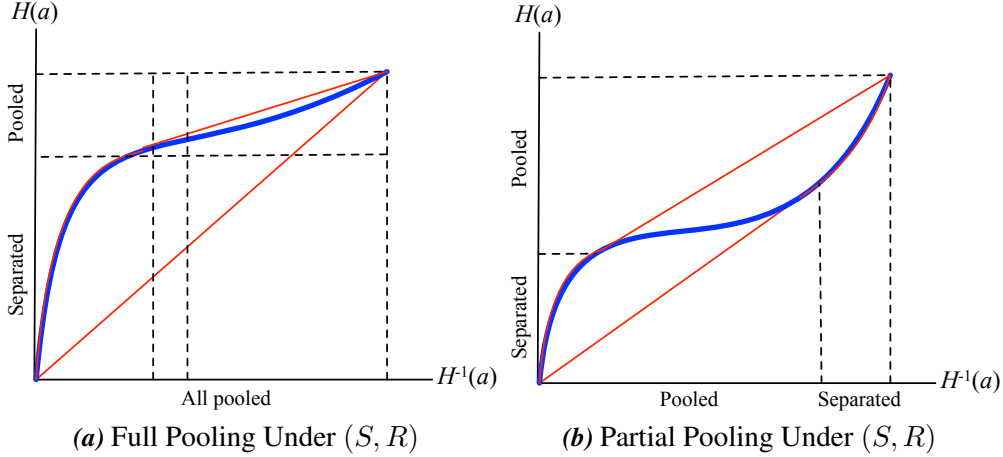 H(a)
Pooled
Separated
H⁻¹(a)
All pooled
(a) Full Pooling Under (S, R)
H(a)
Pooled
Separated
H⁻¹(a)
Pooled
Separated
(b) Partial Pooling Under (S, R)